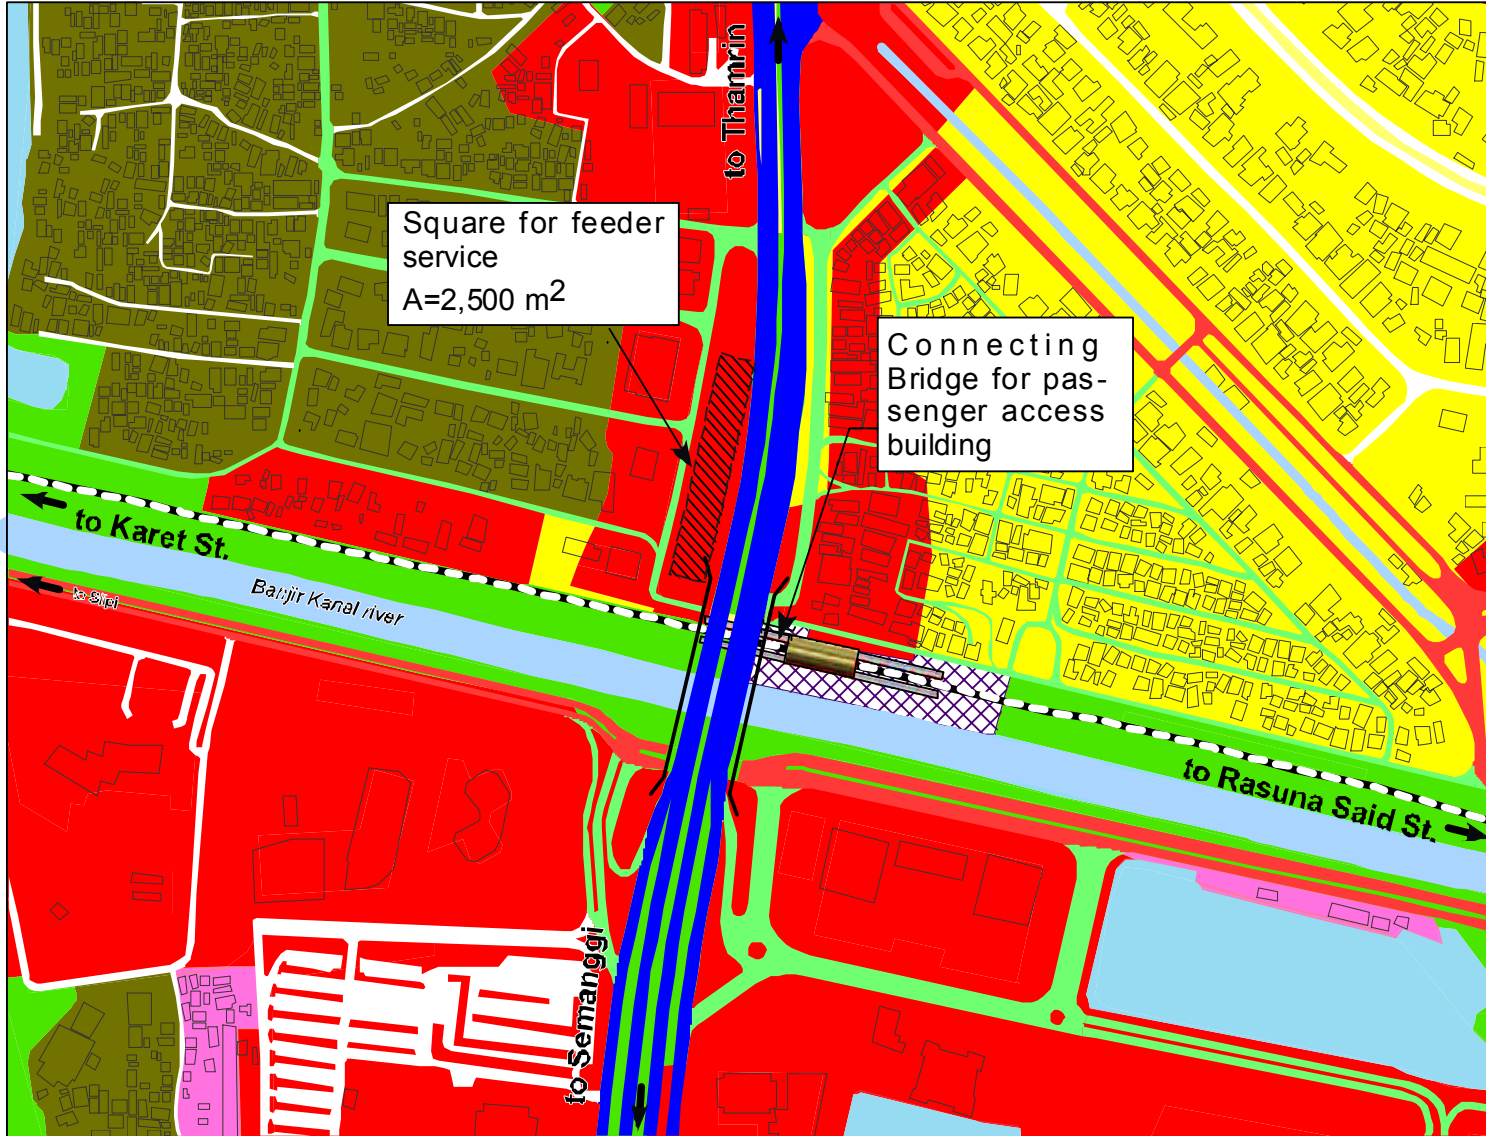 to Thamrin
Square for feeder
service
A=2,500 m2
Connecting
Bridge for pas-
senger access
building
to Karet St.
to Slipi
Banjir Kanal river
to Rasuna Said St.
to Semanggi